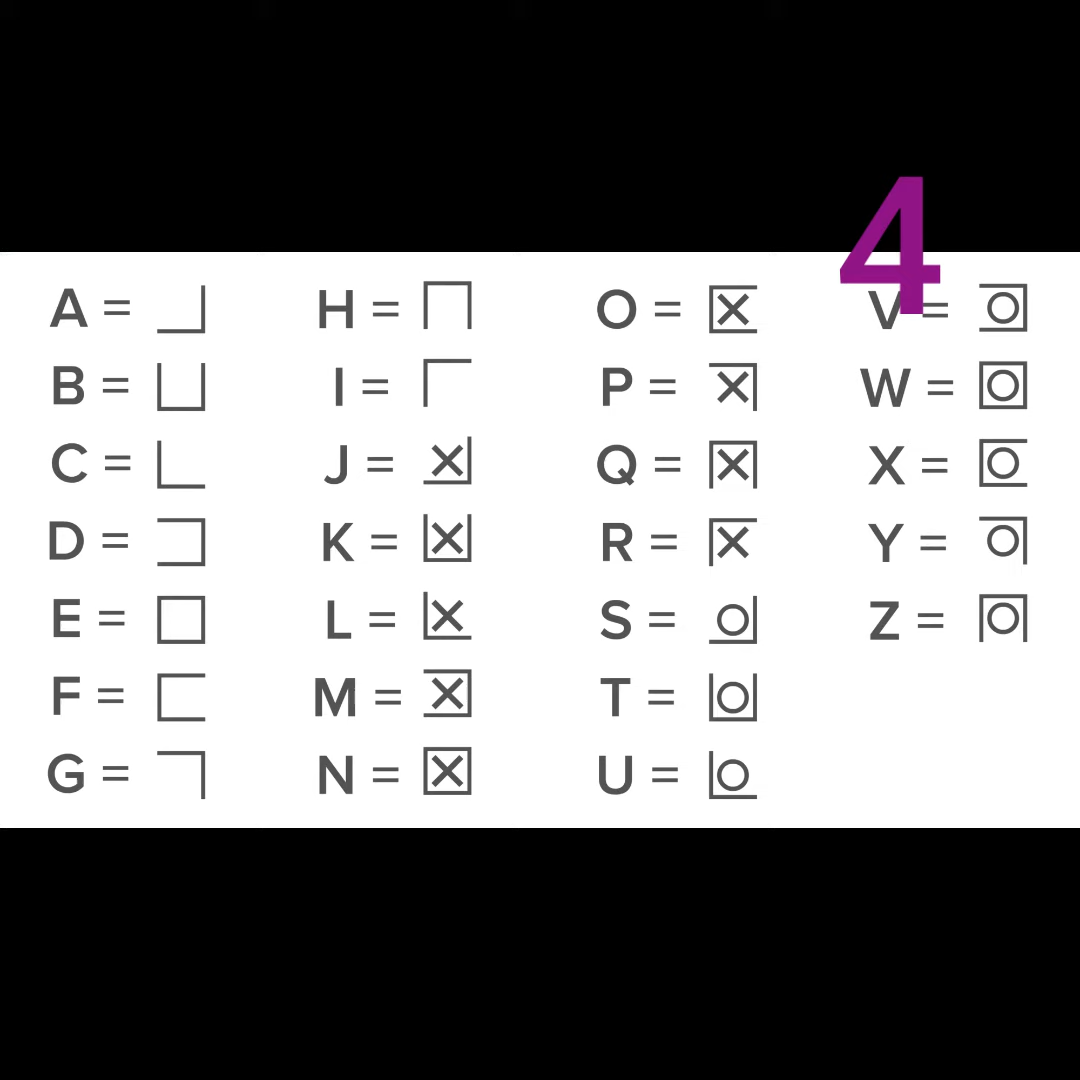 4
A = H = O = V =
B = I = P = W =
C = J = Q = X =
D = K = R = Y =
E = L = S = Z =
F = M = T =
G = N = U =